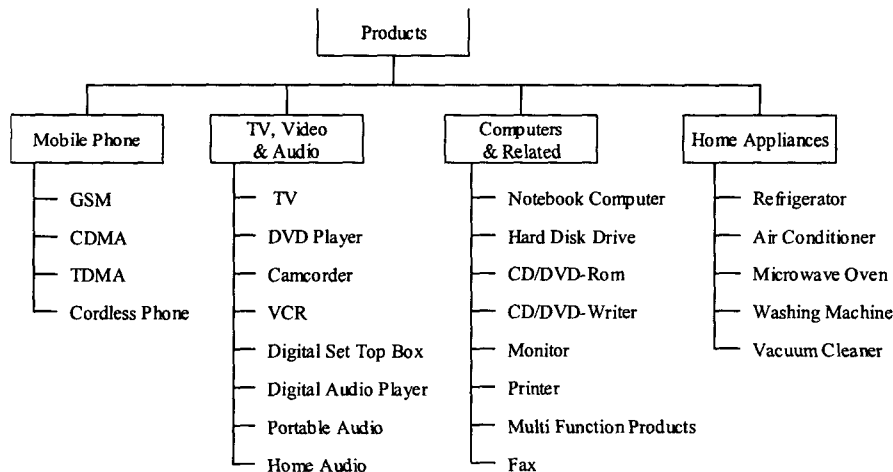 Products
Mobile Phone
GSM
CDMA
TDMA
Cordless Phone
TV, Video
& Audio
TV
DVD Player
Camcorder
VCR
Digital Set Top Box
Digital Audio Player
Portable Audio
Home Audio
Computers
& Related
Notebook Computer
Hard Disk Drive
CD/DVD-Rom
CD/DVD-Writer
Monitor
Printer
Multi Function Products
Fax
Home Appliances
Refrigerator
Air Conditioner
Microwave Oven
Washing Machine
Vacuum Cleaner